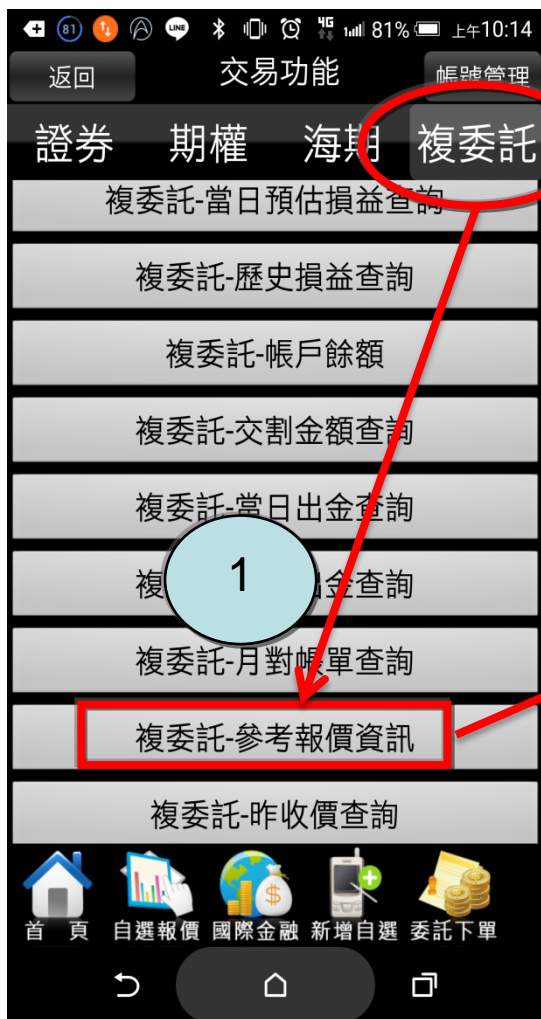 81 LINE 4G 81% 上午10:14
返回 交易功能 帳號管理
證券 期權 海期 複委託
複委託-當日預估損益查詢
複委託-歷史損益查詢
複委託-帳戶餘額
複委託-交割金額查詢
複委託-當日出金查詢
1
複 出金查詢
複委託-月對帳單查詢
複委託-參考報價資訊
複委託-昨收價查詢
首 頁 自選報價 國際金融 新增自選 委託下單